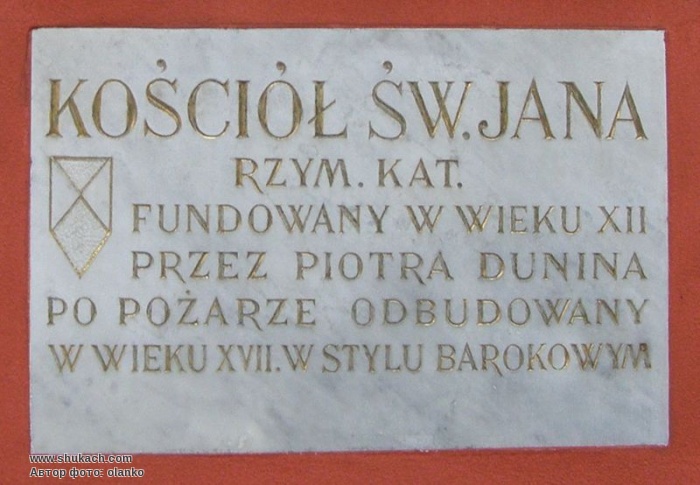 KOŚCIÓŁ ŚW. JANA
RZYM. KAT.
FUNDOWANY W WIEKU XII
PRZEZ PIOTRA DUNINA
PO POŻARZE ODBUDOWANY
W WIEKU XVII. W STYLU BAROKOWYM
www.shukach.com
Автор фото: olanko